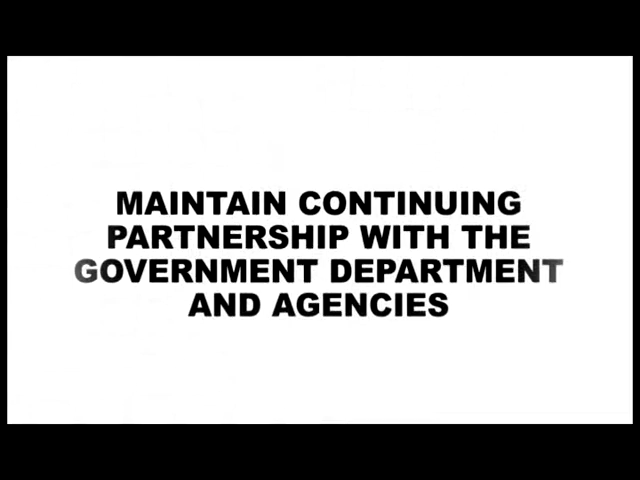 MAINTAIN CONTINUING
PARTNERSHIP WITH THE
GOVERNMENT DEPARTMENT
AND AGENCIES